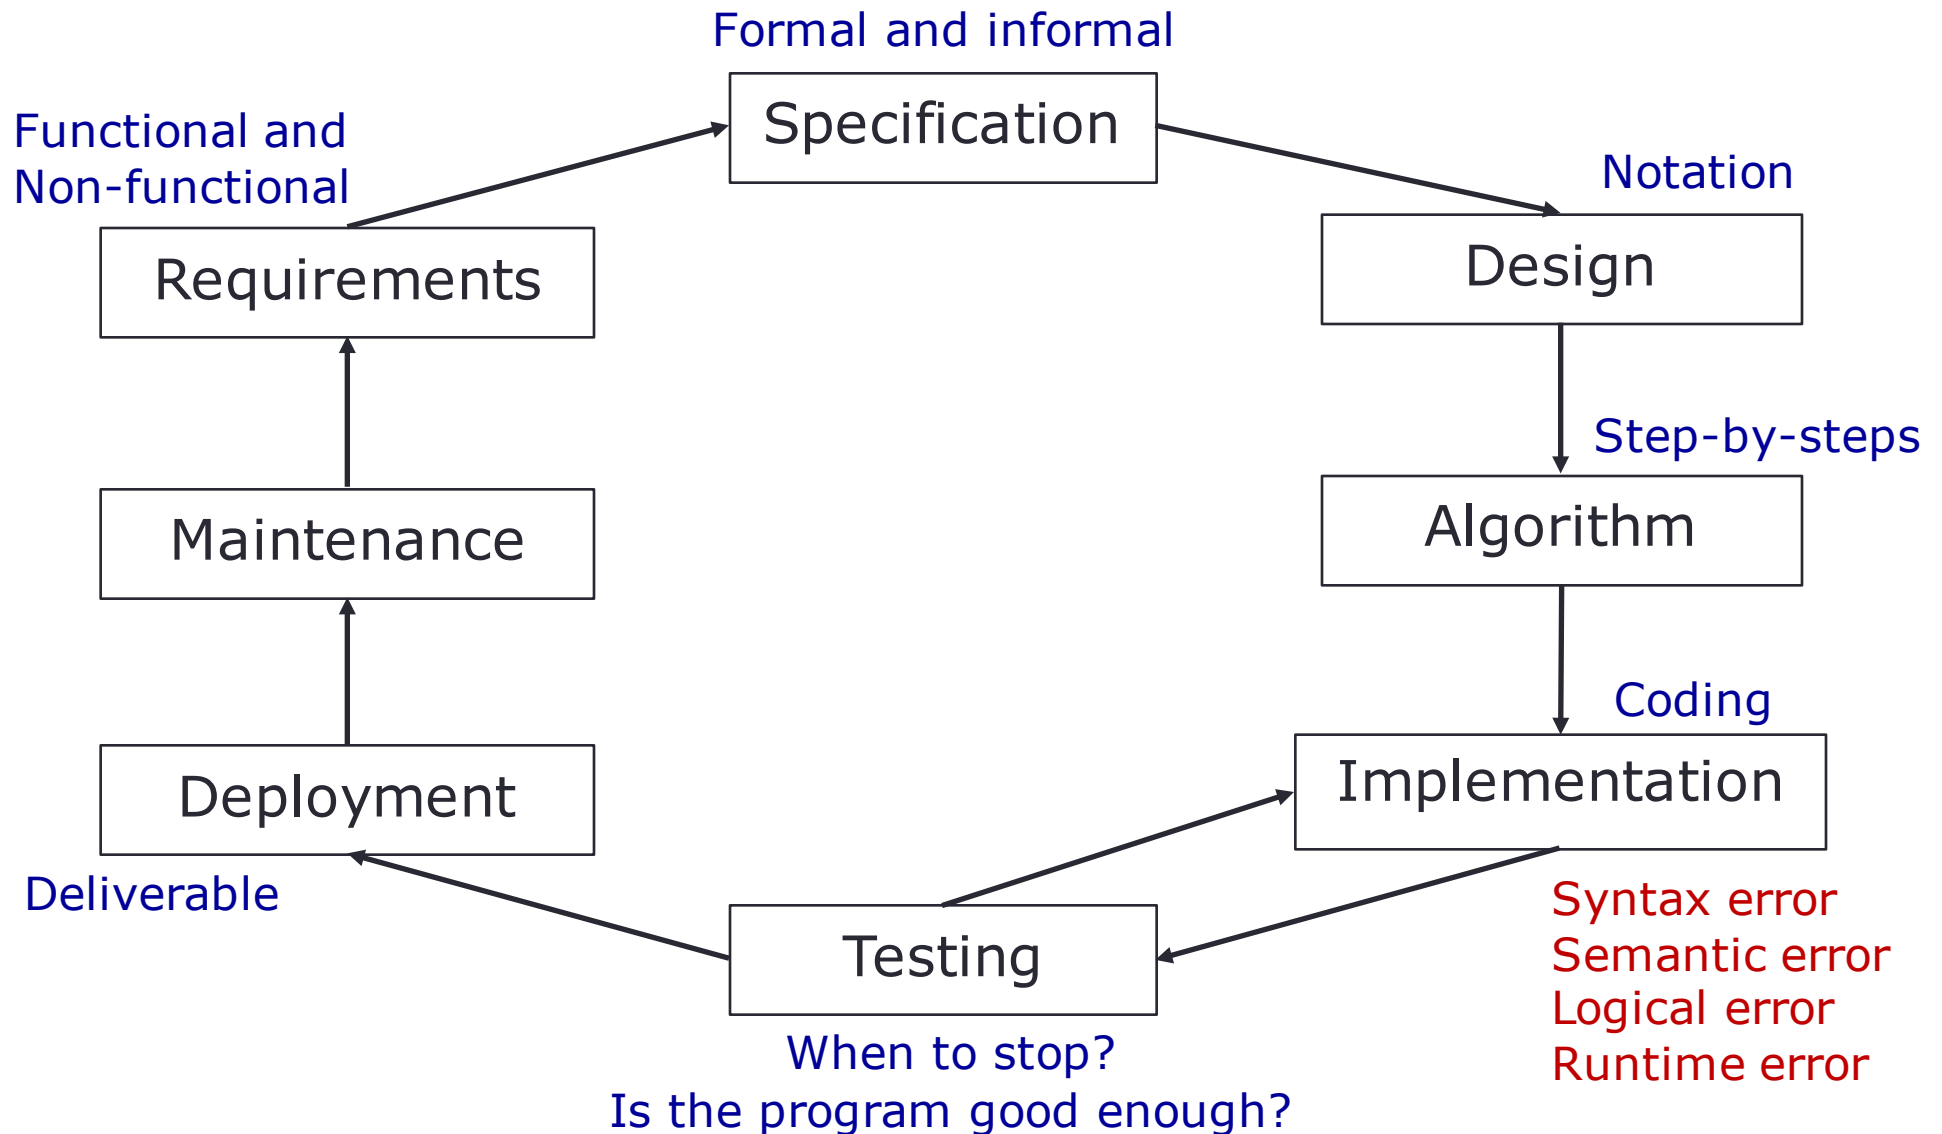 Formal and informal
Specification
Functional and
Non-functional
Notation
Requirements
Design
Step-by-steps
Maintenance
Algorithm
Coding
Deployment
Implementation
Deliverable
Testing
Syntax error
Semantic error
Logical error
Runtime error
When to stop?
Is the program good enough?